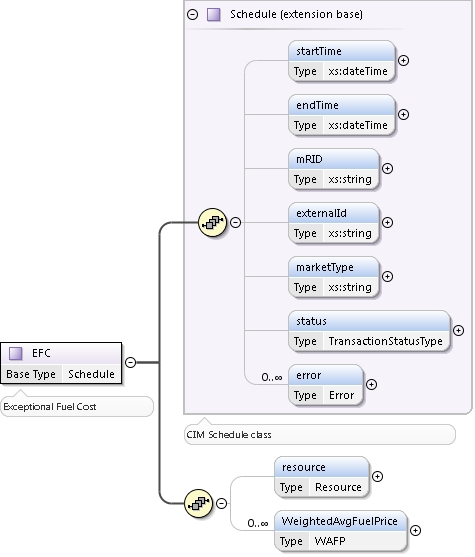 Schedule (extension base)
startTime
Type xs:dateTime
endTime
Type xs:dateTime
mRID
Type xs:string
externalId
Type xs:string
marketType
Type xs:string
status
Type TransactionStatusType
0..∞
error
Type Error
EFC
Base Type Schedule
Exceptional Fuel Cost
CIM Schedule class
resource
Type Resource
0..∞
WeightedAvgFuelPrice
Type WAFP